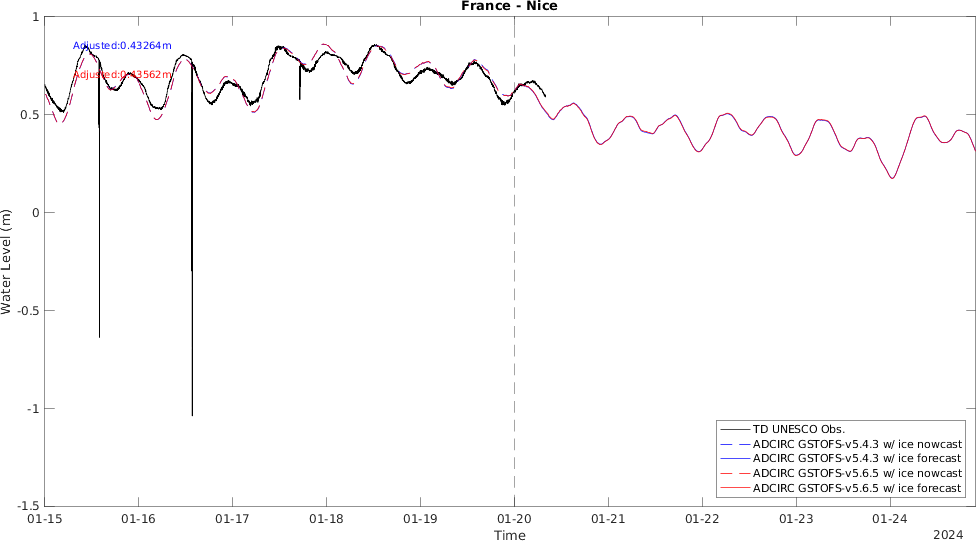 France - Nice
Adjusted:0.43264m
Adjusted:0.43562m
1
0.5
0
-0.5
-1
-1.5
Water Level (m)
TD UNESCO Obs.
ADCIRC GSTOFS-v5.4.3 w/ ice nowcast
ADCIRC GSTOFS-v5.4.3 w/ ice forecast
ADCIRC GSTOFS-v5.6.5 w/ ice nowcast
ADCIRC GSTOFS-v5.6.5 w/ ice forecast
01-15 01-16 01-17 01-18 01-19 01-20 01-21 01-22 01-23 01-24
Time
2024